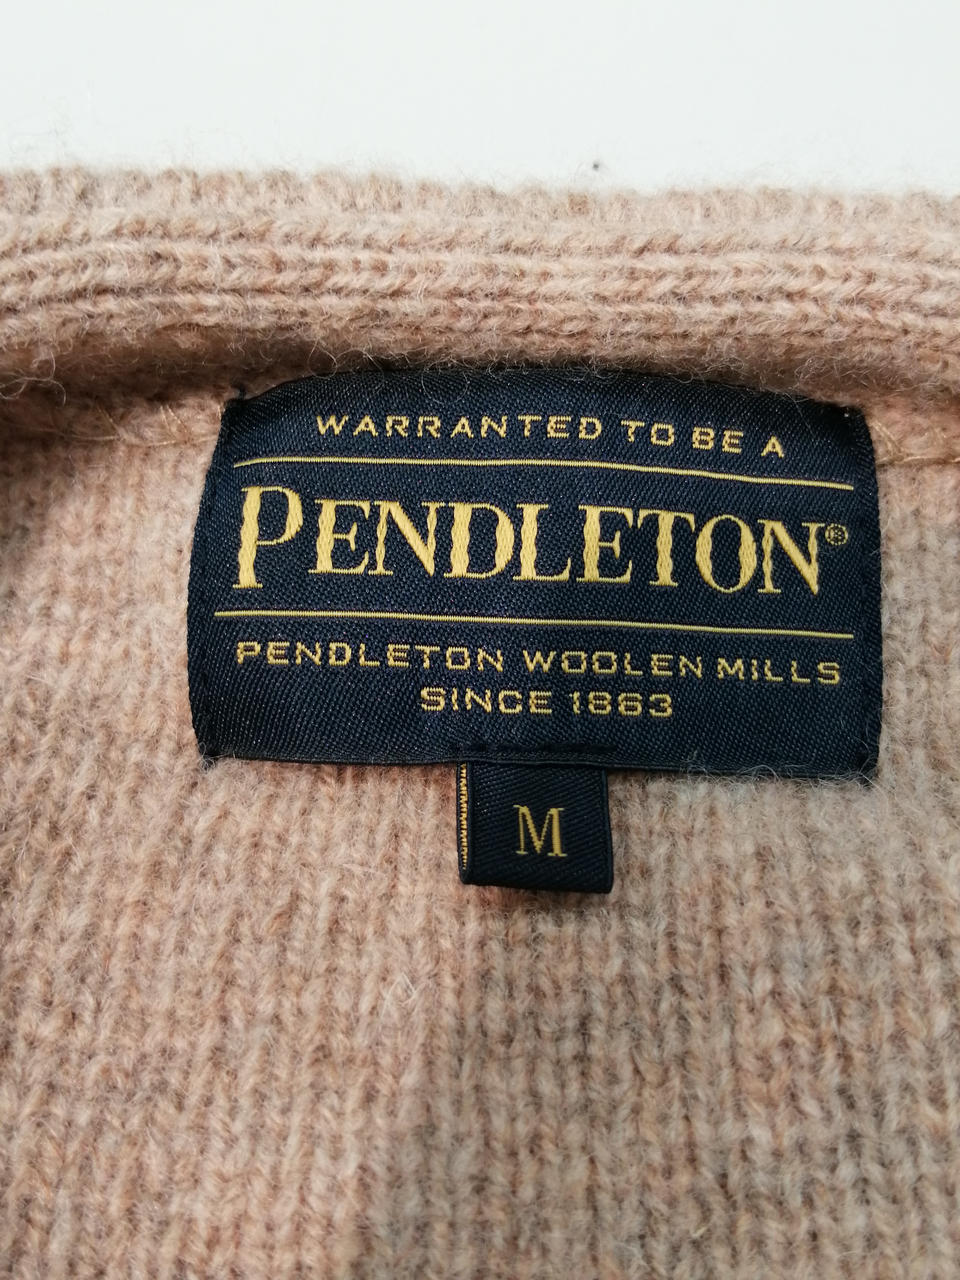 WARRANTED TO BE A
PENDLETON®
PENDLETON WOOLEN MILLS
SINCE 1863
M